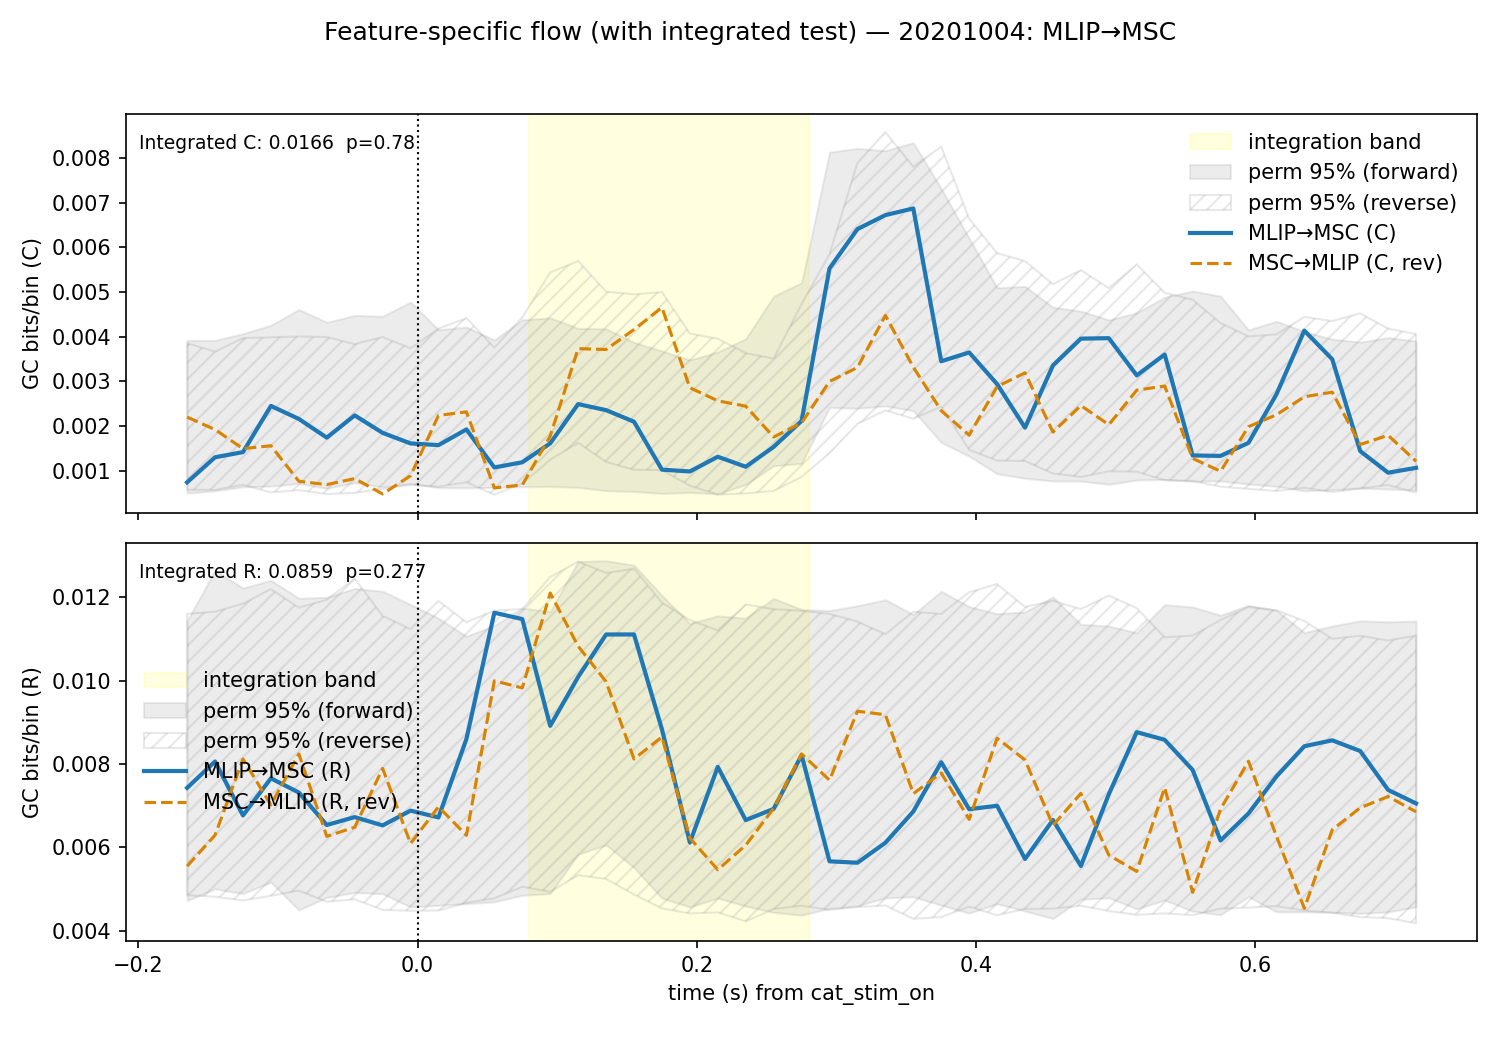 Feature-specific flow (with integrated test) — 20201004: MLIP→MSC
Integrated C: 0.0166  p=0.78
integration band
perm 95% (forward)
perm 95% (reverse)
MLIP→MSC (C)
MSC→MLIP (C, rev)
GC bits/bin (C)
0.008
0.007
0.006
0.005
0.004
0.003
0.002
0.001
Integrated R: 0.0859  p=0.277
integration band
perm 95% (forward)
perm 95% (reverse)
MLIP→MSC (R)
MSC→MLIP (R, rev)
GC bits/bin (R)
0.012
0.010
0.008
0.006
0.004
−0.2
0.0
0.2
0.4
0.6
time (s) from cat_stim_on